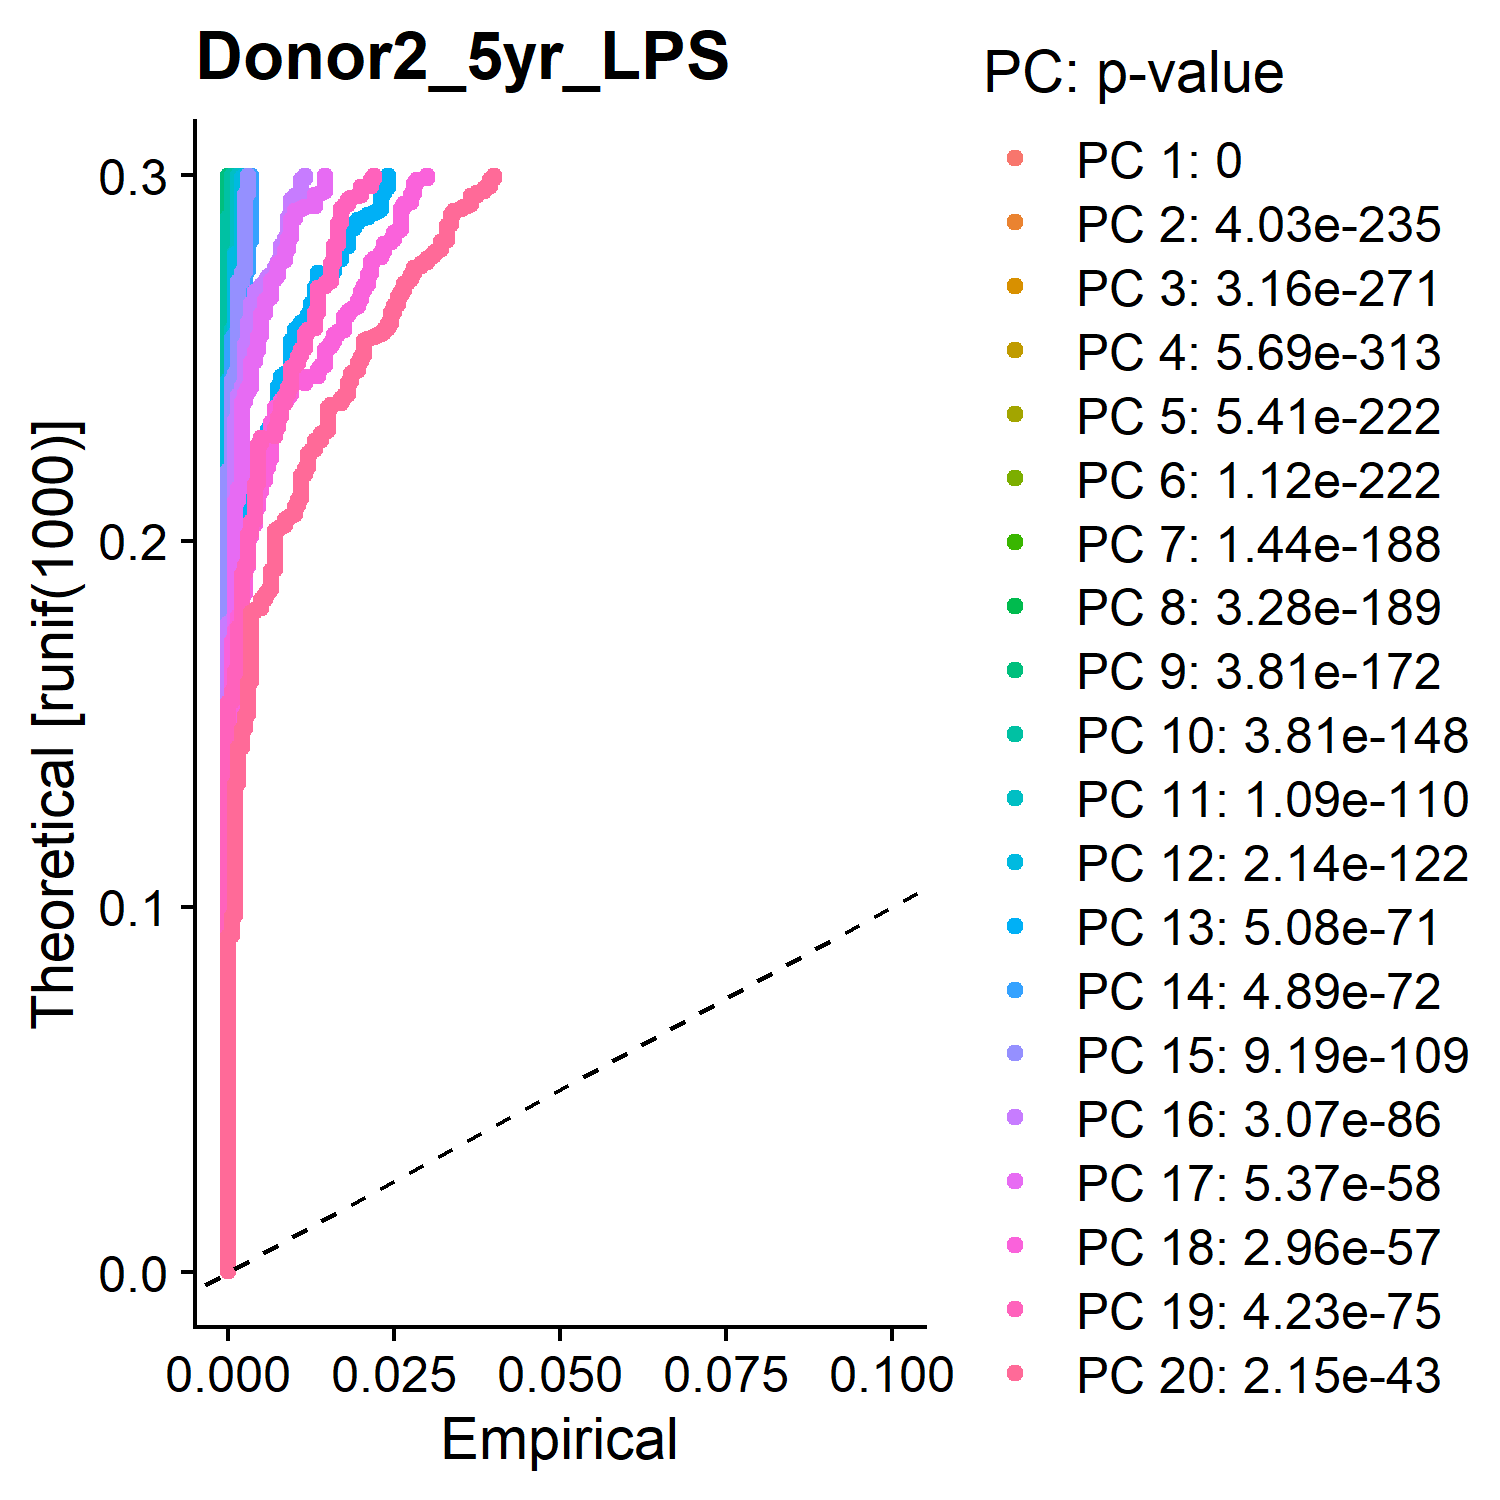 Donor2_5yr_LPS
PC: p-value
PC 1: 0
PC 2: 4.03e-235
PC 3: 3.16e-271
PC 4: 5.69e-313
PC 5: 5.41e-222
PC 6: 1.12e-222
PC 7: 1.44e-188
PC 8: 3.28e-189
PC 9: 3.81e-172
PC 10: 3.81e-148
PC 11: 1.09e-110
PC 12: 2.14e-122
PC 13: 5.08e-71
PC 14: 4.89e-72
PC 15: 9.19e-109
PC 16: 3.07e-86
PC 17: 5.37e-58
PC 18: 2.96e-57
PC 19: 4.23e-75
PC 20: 2.15e-43
Theoretical [runif(1000)]
0.3
0.2
0.1
0.0
0.000 0.025 0.050 0.075 0.100
Empirical